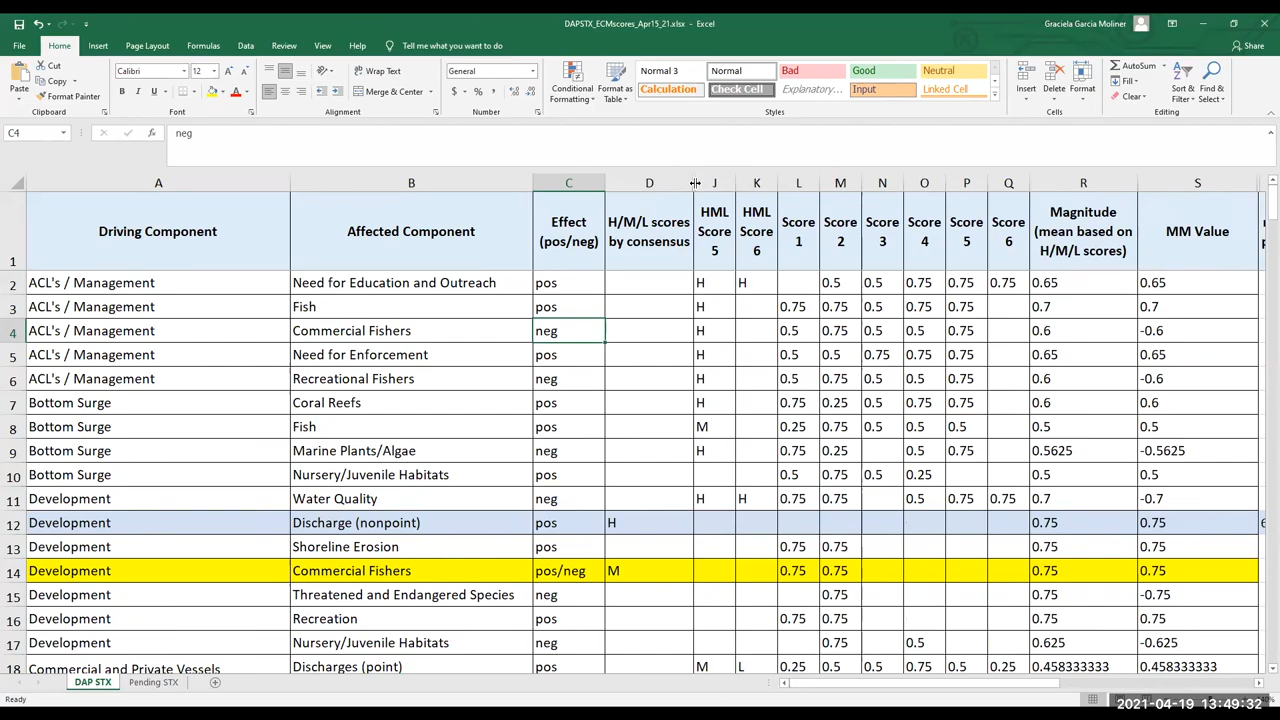 DAPSTX_ECMscores_Apr15_21.xlsx - Excel
Graciela Garcia Moliner
File Home Insert Page Layout Formulas Data Review View Help Tell me what you want to do Share
Cut
Copy
Format Painter
Paste
Calibri 12
Wrap Text
Merge & Center
General
Conditional Formatting
Format as Table
Normal 3 Normal Bad Good Neutral
Calculation Check Cell Explanatory... Input Linked Cell
Insert Delete Format
AutoSum
Fill
Clear
Sort & Filter
Find & Select
Clipboard Font Alignment Number Styles Cells Editing
C4 neg
A B C D J K L M N O P Q R S
1 Driving Component Affected Component Effect (pos/neg) H/M/L scores by consensus HML Score 5 HML Score 6 Score 1 Score 2 Score 3 Score 4 Score 5 Score 6 Magnitude (mean based on H/M/L scores) MM Value
2 ACL's / Management Need for Education and Outreach pos H H 0.5 0.5 0.75 0.75 0.75 0.65 0.65
3 ACL's / Management Fish pos H 0.75 0.75 0.5 0.75 0.75 0.7 0.7
4 ACL's / Management Commercial Fishers neg H 0.5 0.75 0.5 0.5 0.75 0.6 -0.6
5 ACL's / Management Need for Enforcement pos H 0.5 0.5 0.75 0.75 0.75 0.65 0.65
6 ACL's / Management Recreational Fishers neg H 0.5 0.75 0.5 0.5 0.75 0.6 -0.6
7 Bottom Surge Coral Reefs pos H 0.75 0.25 0.5 0.75 0.75 0.6 0.6
8 Bottom Surge Fish pos M 0.25 0.75 0.5 0.5 0.5 0.5 0.5
9 Bottom Surge Marine Plants/Algae neg H 0.75 0.25 0.5 0.75 0.5625 -0.5625
10 Bottom Surge Nursery/Juvenile Habitats pos 0.5 0.75 0.5 0.25 0.5 0.5
11 Development Water Quality neg H H 0.75 0.75 0.5 0.75 0.75 0.7 -0.7
12 Development Discharge (nonpoint) pos H 0.75 0.75
13 Development Shoreline Erosion pos 0.75 0.75 0.75 0.75
14 Development Commercial Fishers pos/neg M 0.75 0.75 0.75 0.75
15 Development Threatened and Endangered Species neg 0.75 0.75 -0.75
16 Development Recreation pos 0.75 0.75 0.75 0.75
17 Development Nursery/Juvenile Habitats neg 0.75 0.5 0.625 -0.625
18 Commercial and Private Vessels Discharges (point) pos M L 0.25 0.5 0.5 0.75 0.5 0.25 0.458333333 0.458333333
DAP STX Pending STX
Ready
2021-04-19 13:49:32